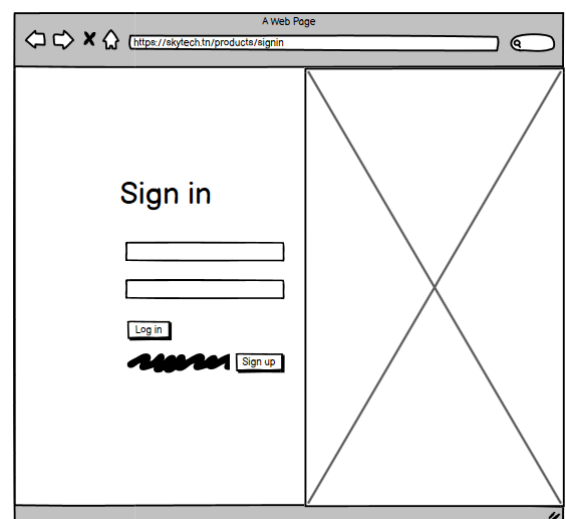 A Web Page
https://skytech.tn/products/signin
Sign in
Log in
Sign up